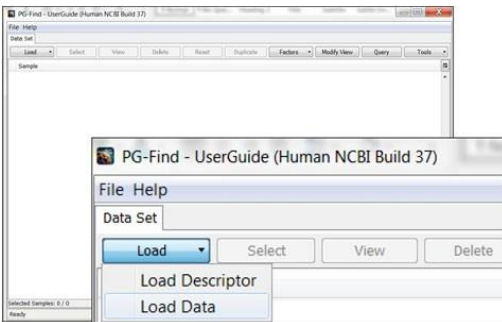 PG-Find - UserGuide (Human NCBI Build 37)
File Help
Data Set
Load Select View Delete Reset Duplicate Factors Modify View Query Tools
Sample
Selected Samples: 0 / 0
Ready
PG-Find - UserGuide (Human NCBI Build 37)
File Help
Data Set
Load Select View Delete
Load Descriptor
Load Data